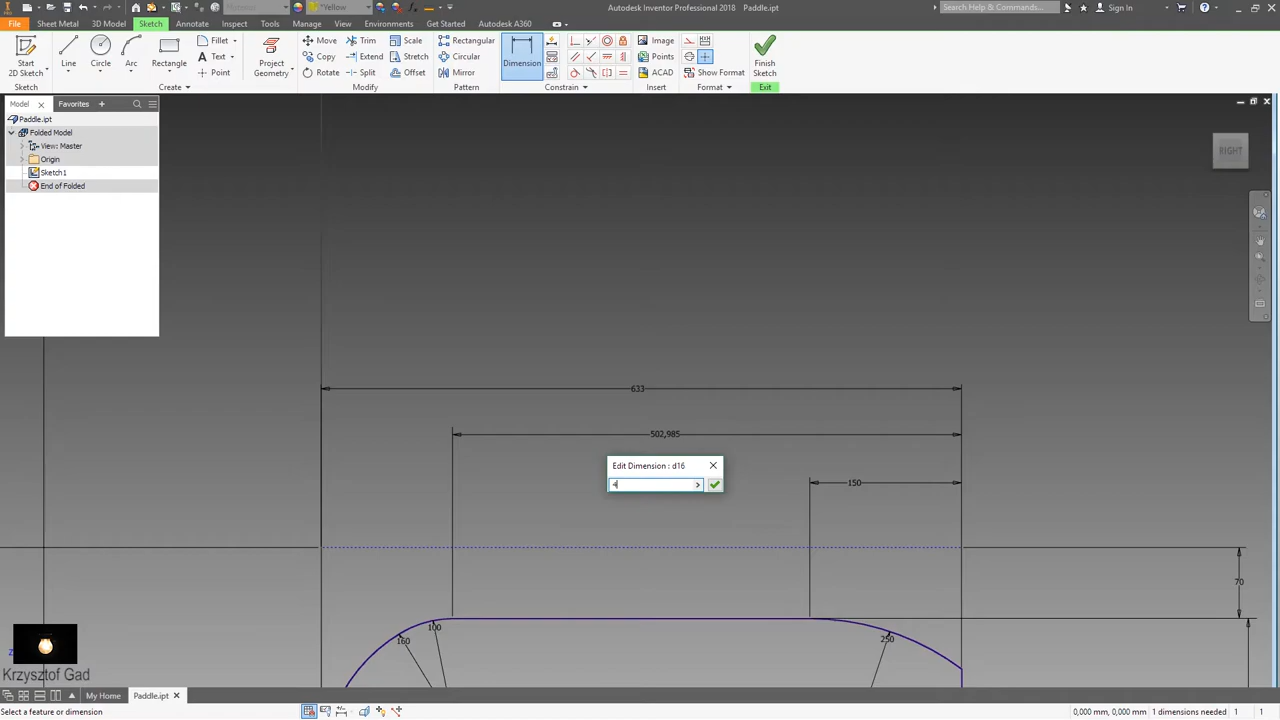 Yellow
Autodesk Inventor Professional 2018 Paddle.ipt
Search Help & Commands...
Sign In
File
Sheet Metal
3D Model
Sketch
Annotate
Inspect
Tools
Manage
View
Environments
Get Started
Autodesk A360
Start
2D Sketch
Line
Circle
Arc
Rectangle
Fillet
Text
Point
Project
Geometry
Move
Copy
Rotate
Trim
Extend
Split
Scale
Stretch
Offset
Rectangular
Circular
Mirror
Dimension
Image
Points
ACAD
Show Format
Finish
Sketch
Sketch
Create
Modify
Pattern
Constrain
Insert
Format
Exit
Model
Favorites
Paddle.ipt
Folded Model
View: Master
Origin
Sketch1
End of Folded
RIGHT
633
502,985
Edit Dimension : d16
150
70
100
160
250
Krzysztof Gad
My Home
Paddle.ipt
Select a feature or dimension
0,000 mm, 0,000 mm
1 dimensions needed
1
1